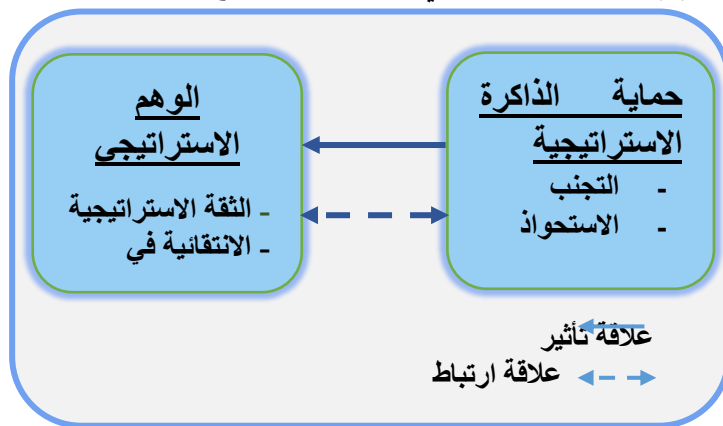 حماية الذاكرة
الاستراتيجية
- التجنب
- الاستحواذ
الوهم
الاستراتيجي
- الثقة الاستراتيجية
- الانتقائية في
علاقة تأثير
علاقة ارتباط